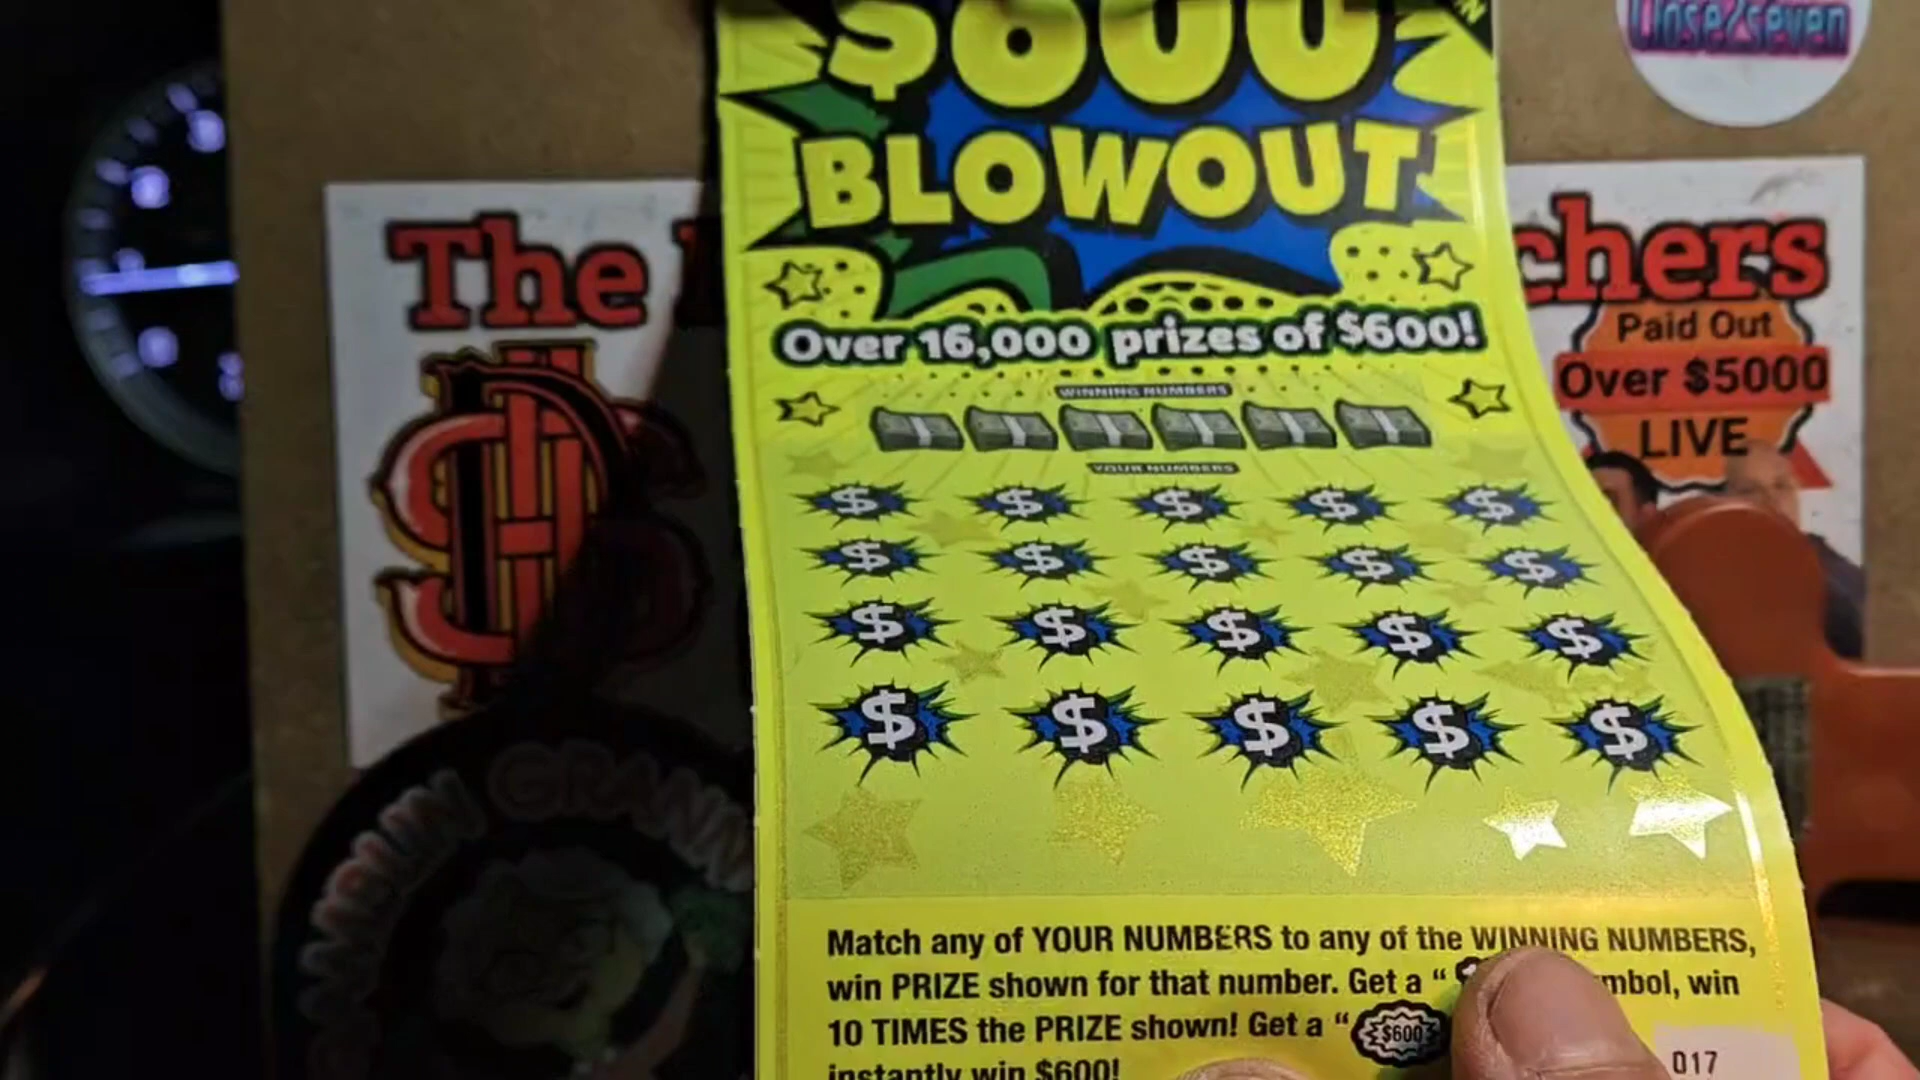 $600
BLOWOUT
Over 16,000 prizes of $600!
WINNING NUMBERS
YOUR NUMBERS
$ $ $ $ $
$ $ $ $ $
$ $ $ $ $
$ $ $ $ $
Match any of YOUR NUMBERS to any of the WINNING NUMBERS,
win PRIZE shown for that number. Get a “
win
10 TIMES the PRIZE shown! Get a “ $600
instantly win $600!
017
Close2seven
The
chers
Paid Out
Over $5000
LIVE